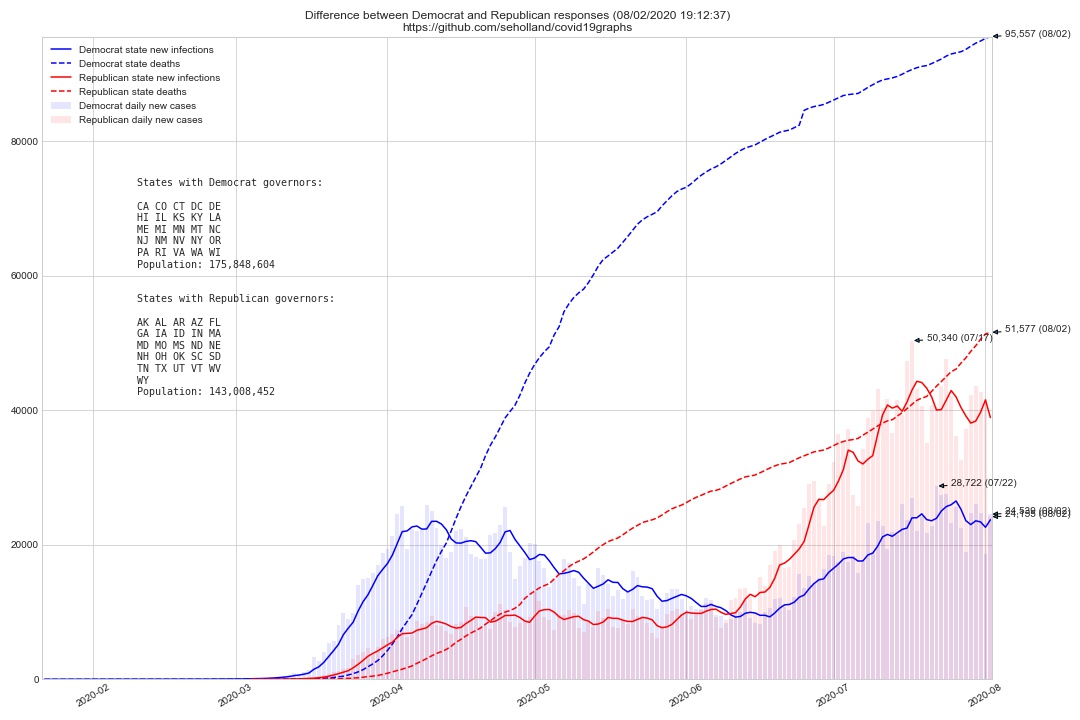 Difference between Democrat and Republican responses (08/02/2020 19:12:37)
https://github.com/seholland/covid19graphs
95,557 (08/02)
Democrat state new infections
Democrat state deaths
Republican state new infections
Republican state deaths
Democrat daily new cases
Republican daily new cases
80000
States with Democrat governors:
CA CO CT DC DE
HI IL KS KY LA
ME MI MN MT NC
NJ NM NV NY OR
PA RI VA WA WI
Population: 175,848,604
60000
States with Republican governors:
AK AL AR AZ FL
GA IA ID IN MA
MD MO MS ND NE
NH OH OK SC SD
TN TX UT VT WV
WY
Population: 143,008,452
51,577 (08/02)
50,340 (07/17)
40000
28,722 (07/22)
(08/02)
(08/02)
20000
0
2020-02
2020-03
2020-04
2020-05
2020-06
2020-07
2020-08